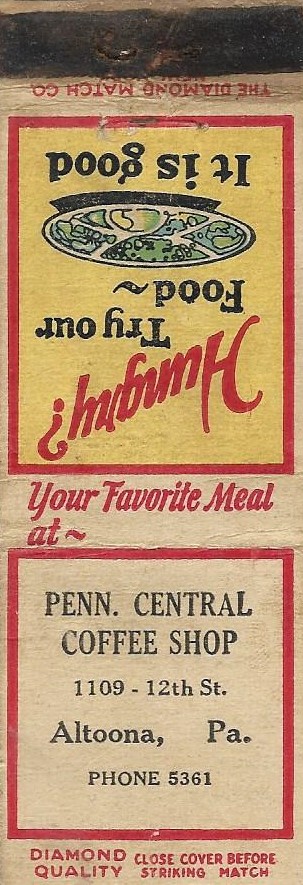 THE DIAMOND MATCH CO
Hungry?
Try our
Food~
It is good
Your Favorite Meal
at~
PENN. CENTRAL
COFFEE SHOP
1109 - 12th St.
Altoona, Pa.
PHONE 5361
DIAMOND QUALITY
CLOSE COVER BEFORE
STRIKING MATCH